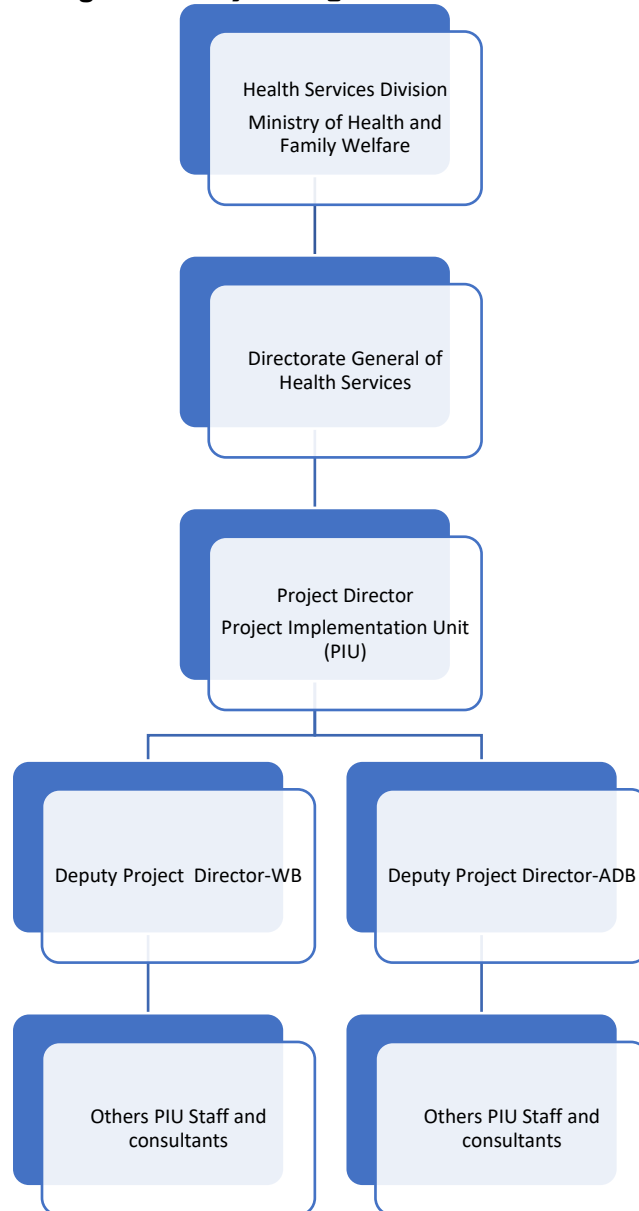 Health Services Division
Ministry of Health and
Family Welfare
Directorate General of
Health Services
Project Director
Project Implementation Unit
(PIU)
Deputy Project Director-WB
Deputy Project Director-ADB
Others PIU Staff and
consultants
Others PIU Staff and
consultants